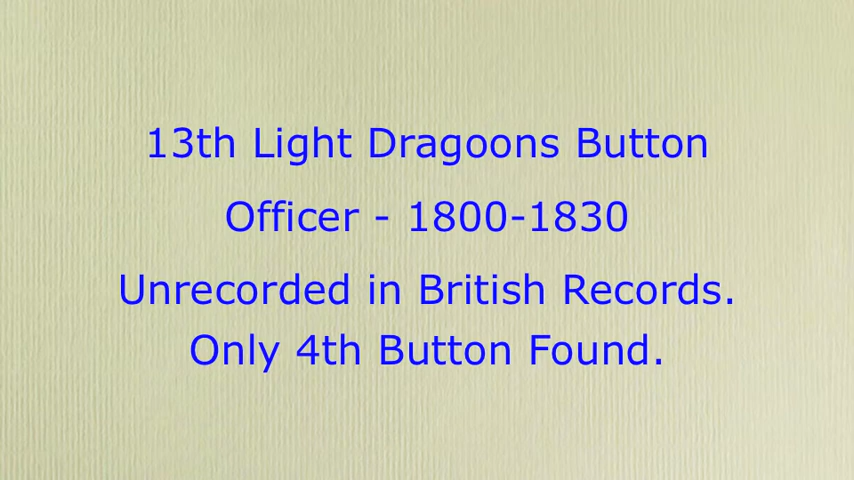 13th Light Dragoons Button
Officer - 1800-1830
Unrecorded in British Records.
Only 4th Button Found.